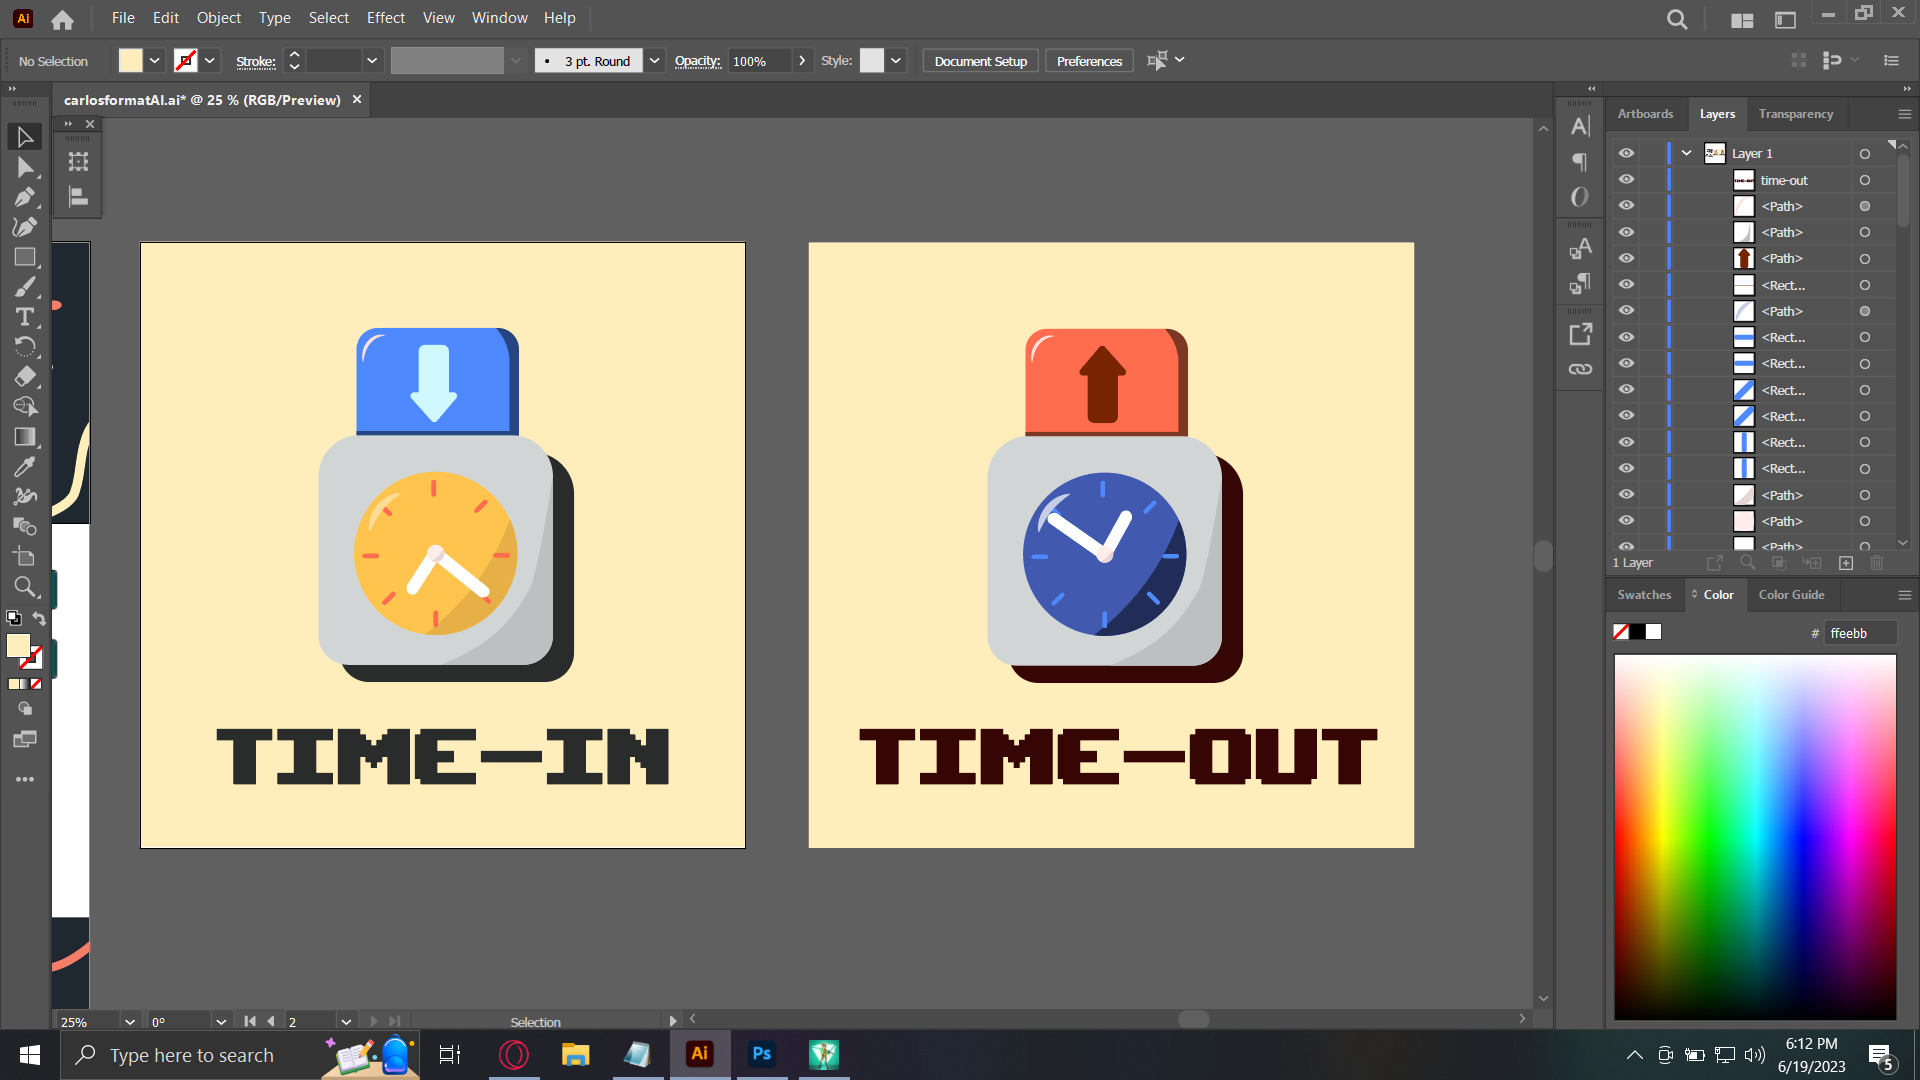 Ai File Edit Object Type Select Effect View Window Help
No Selection Stroke: 3 pt. Round Opacity: 100% Style: Document Setup Preferences
carlosformatAI.ai* @ 25 % (RGB/Preview)
Artboards Layers Transparency
Layer 1
time-out
<Path>
<Path>
<Path>
<Rect...
<Path>
<Rect...
<Rect...
<Rect...
<Rect...
<Rect...
<Rect...
<Path>
<Path>
<Path>
1 Layer
Swatches Color Color Guide
# ffeebb
TIME-IN
TIME-OUT
25% 0° 2 Selection
Type here to search Ai Ps
6:12 PM
6/19/2023
5